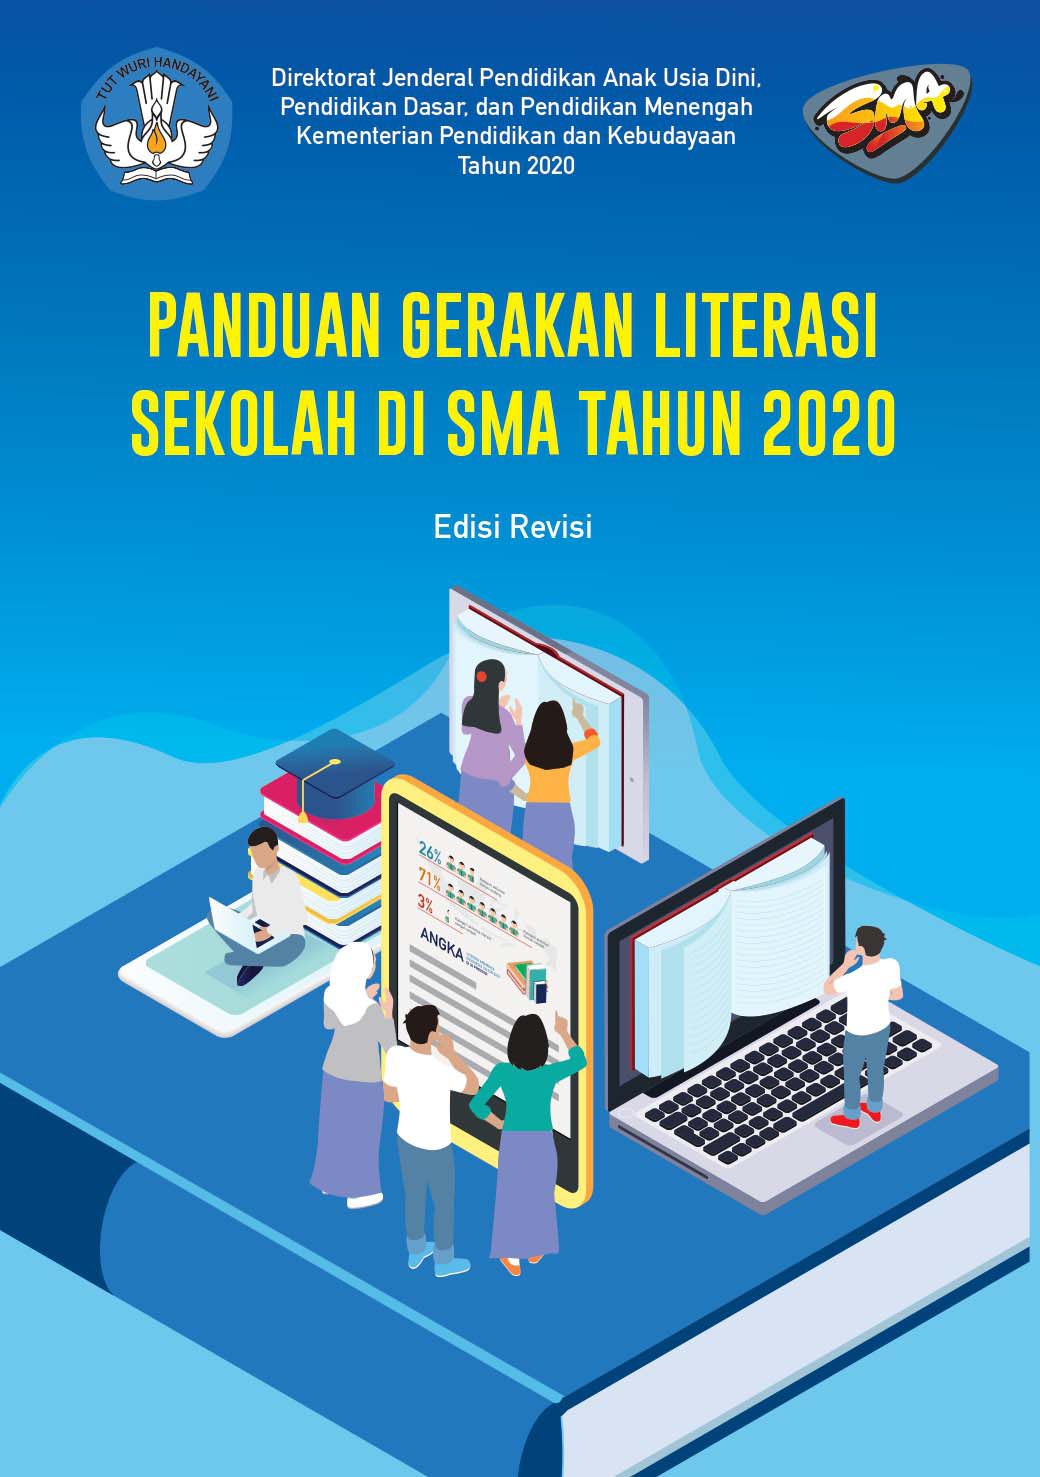 TUT WURI HANDAYANI
Direktorat Jenderal Pendidikan Anak Usia Dini,
Pendidikan Dasar, dan Pendidikan Menengah
Kementerian Pendidikan dan Kebudayaan
Tahun 2020
SMA
PANDUAN GERAKAN LITERASI
SEKOLAH DI SMA TAHUN 2020
Edisi Revisi
26%
71%
3%
ANGKA